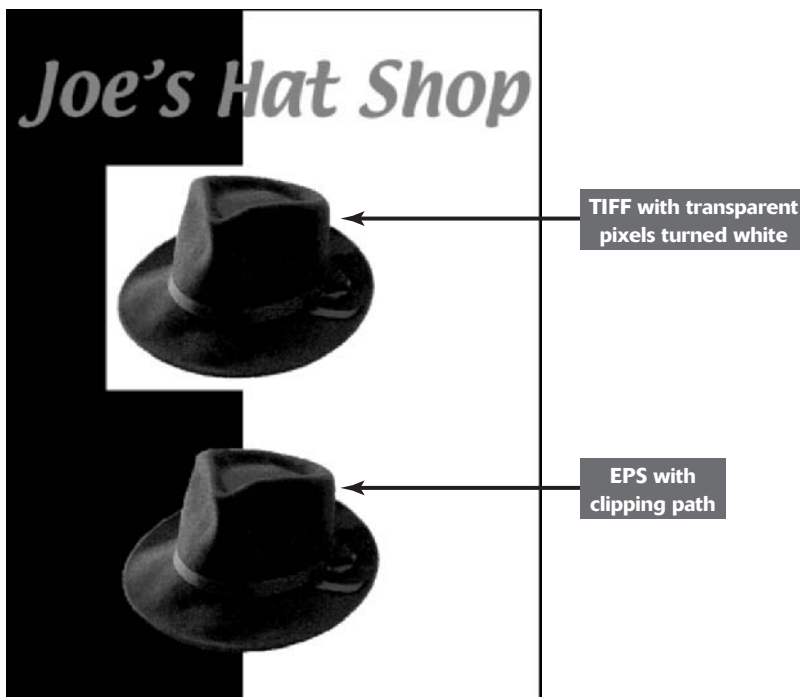 Joe's Hat Shop
TIFF with transparent
pixels turned white
EPS with
clipping path